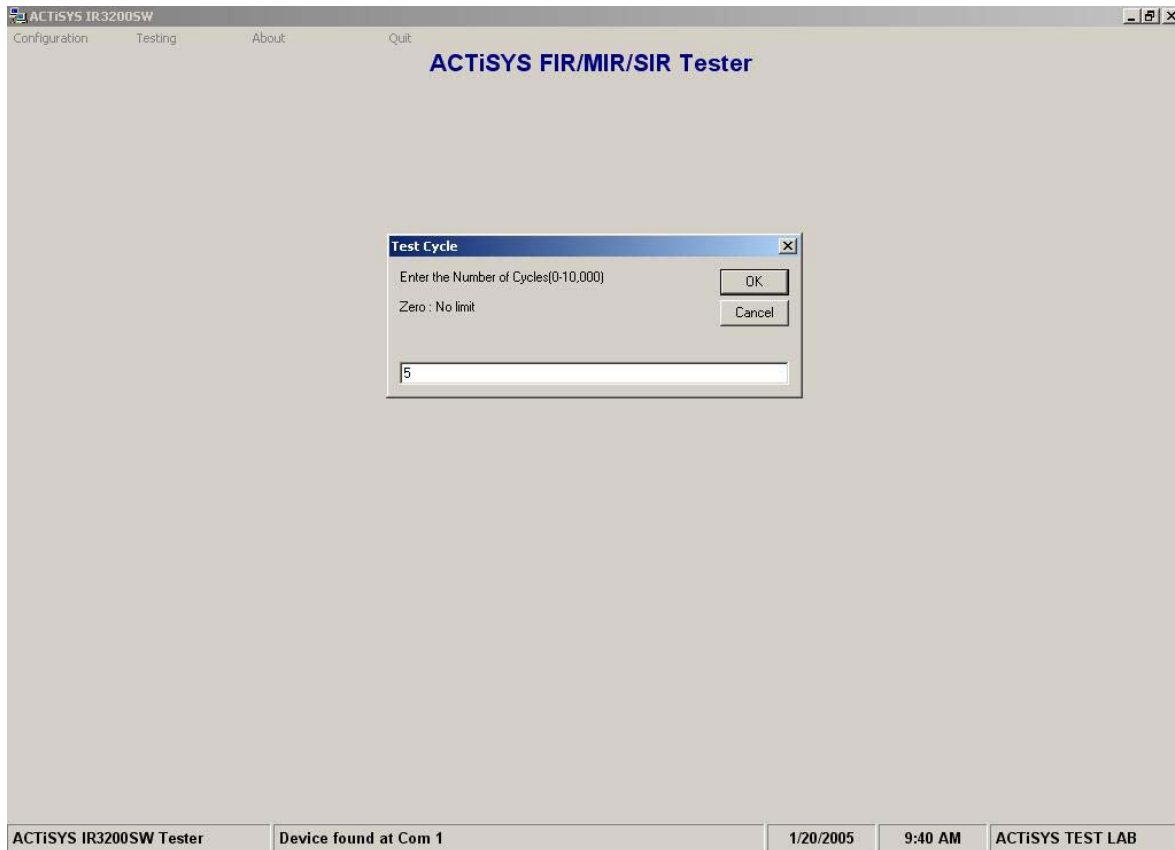 ACTiSYS IR3200SW
Configuration Testing About Quit
ACTiSYS FIR/MIR/SIR Tester
Test Cycle
Enter the Number of Cycles(0-10,000)
OK
Zero : No limit
Cancel
5
ACTiSYS IR3200SW Tester Device found at Com 1 1/20/2005 9:40 AM ACTiSYS TEST LAB